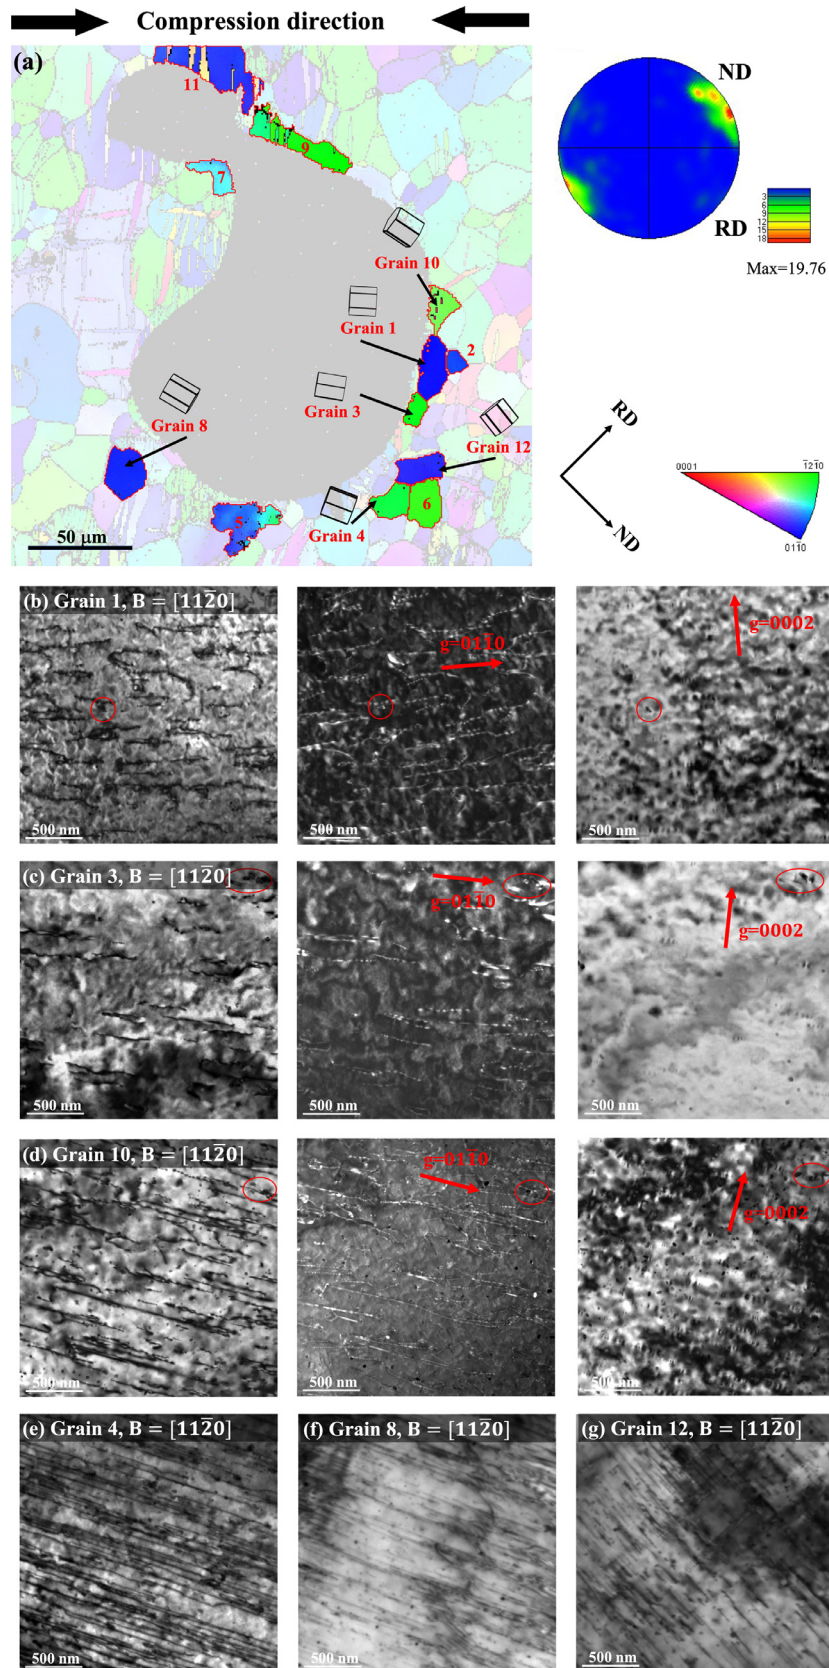 Compression direction
(a)
11
9
7
Grain 10
Grain 1
2
Grain 3
Grain 8
Grain 12
5
6
Grain 4
50 μm
ND
RD
3
6
9
12
15
18
Max=19.76
RD
ND
0001
1̅21̅0
011̅0
(b) Grain 1, B = [112̅0]
g=011̅0
g=0002
500 nm
500 nm
500 nm
(c) Grain 3, B = [112̅0]
g=011̅0
g=0002
500 nm
500 nm
500 nm
(d) Grain 10, B = [112̅0]
g=011̅0
g=0002
500 nm
500 nm
500 nm
(e) Grain 4, B = [112̅0]
(f) Grain 8, B = [112̅0]
(g) Grain 12, B = [112̅0]
500 nm
500 nm
500 nm